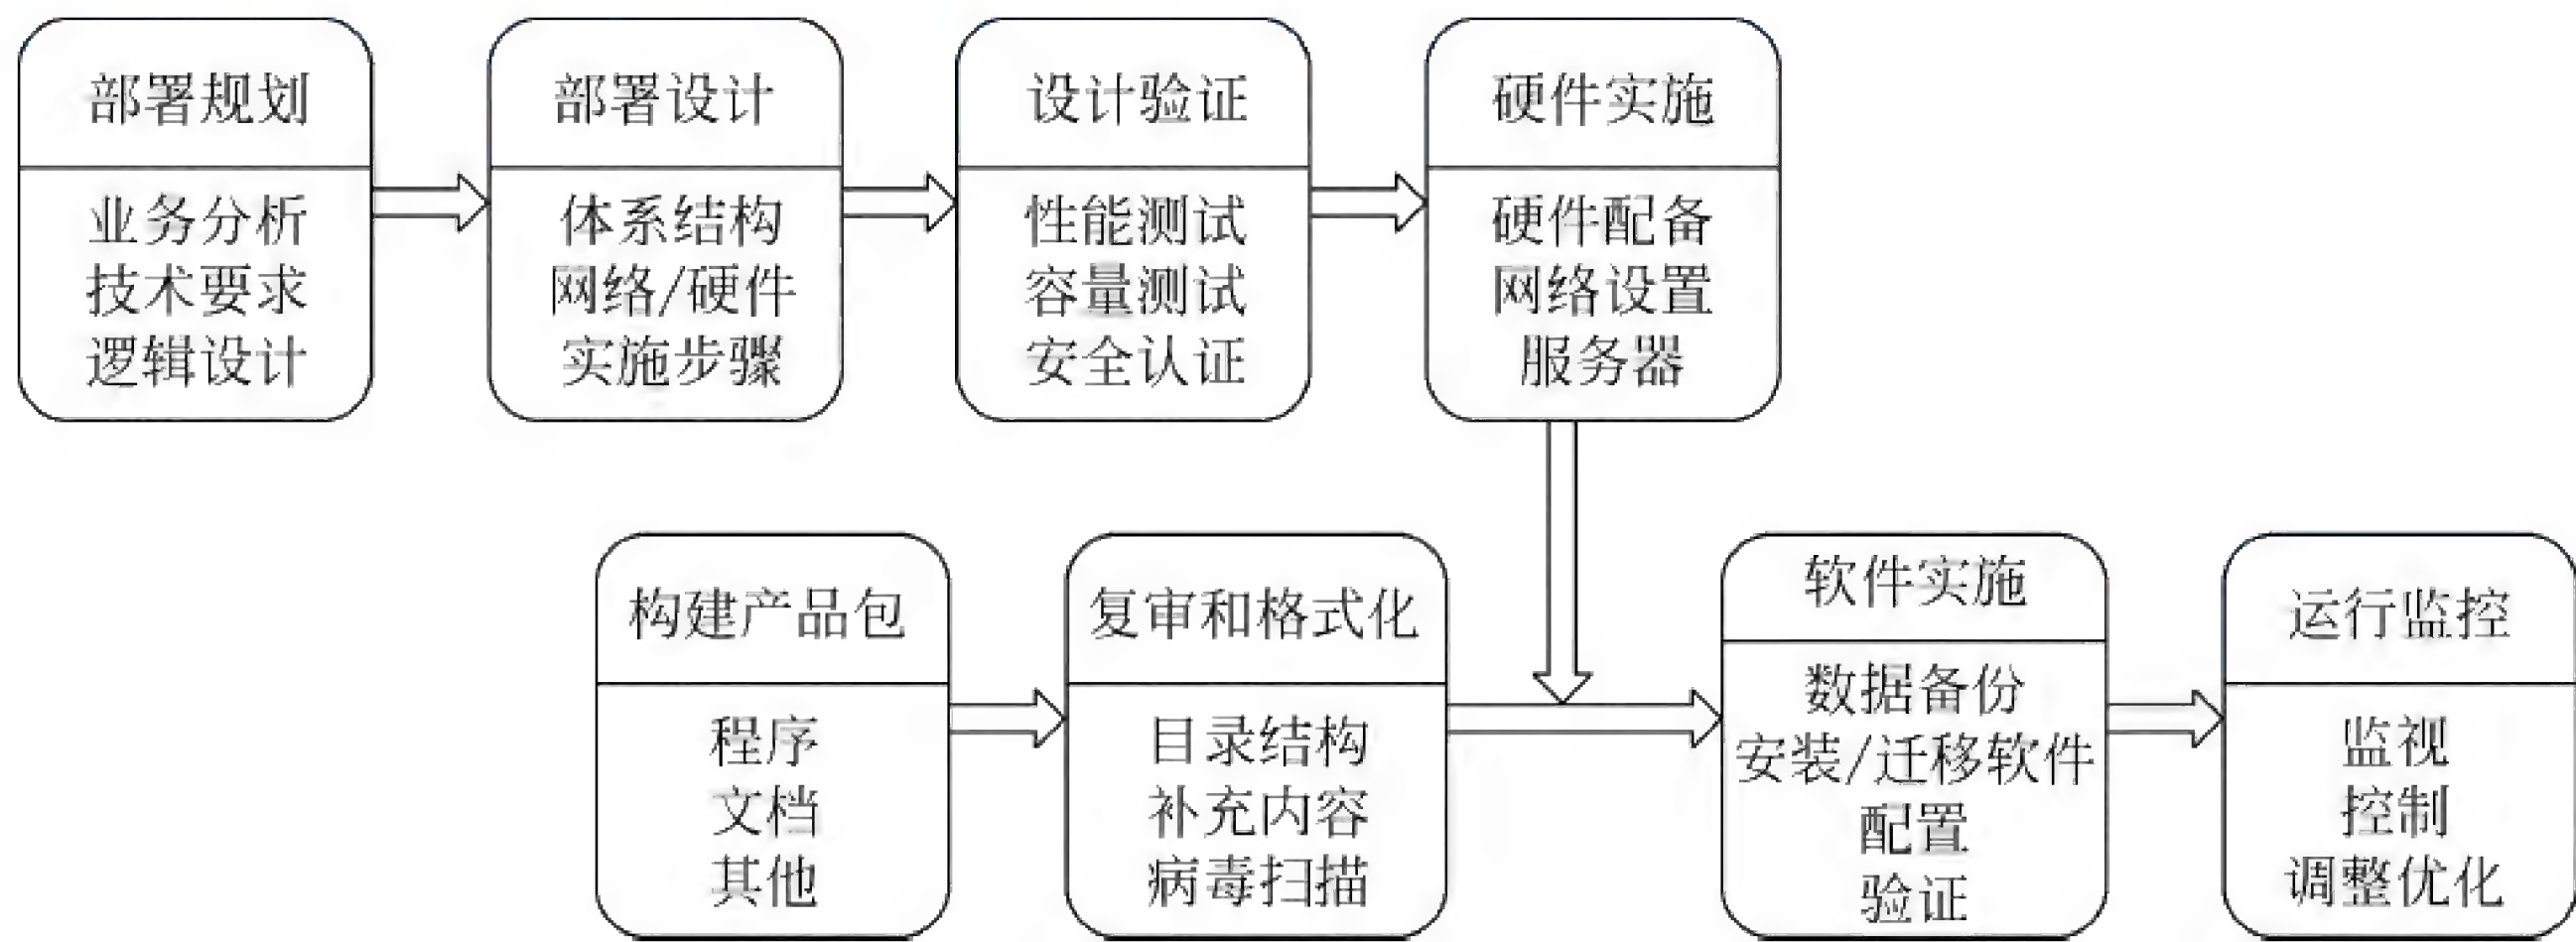 部署规划
业务分析
技术要求
逻辑设计
部署设计
体系结构
网络/硬件
实施步骤
设计验证
性能测试
容量测试
安全认证
硬件实施
硬件配备
网络设置
服务器
构建产品包
程序
文档
其他
复审和格式化
目录结构
补充内容
病毒扫描
软件实施
数据备份
安装/迁移软件
配置
验证
运行监控
监视
控制
调整优化